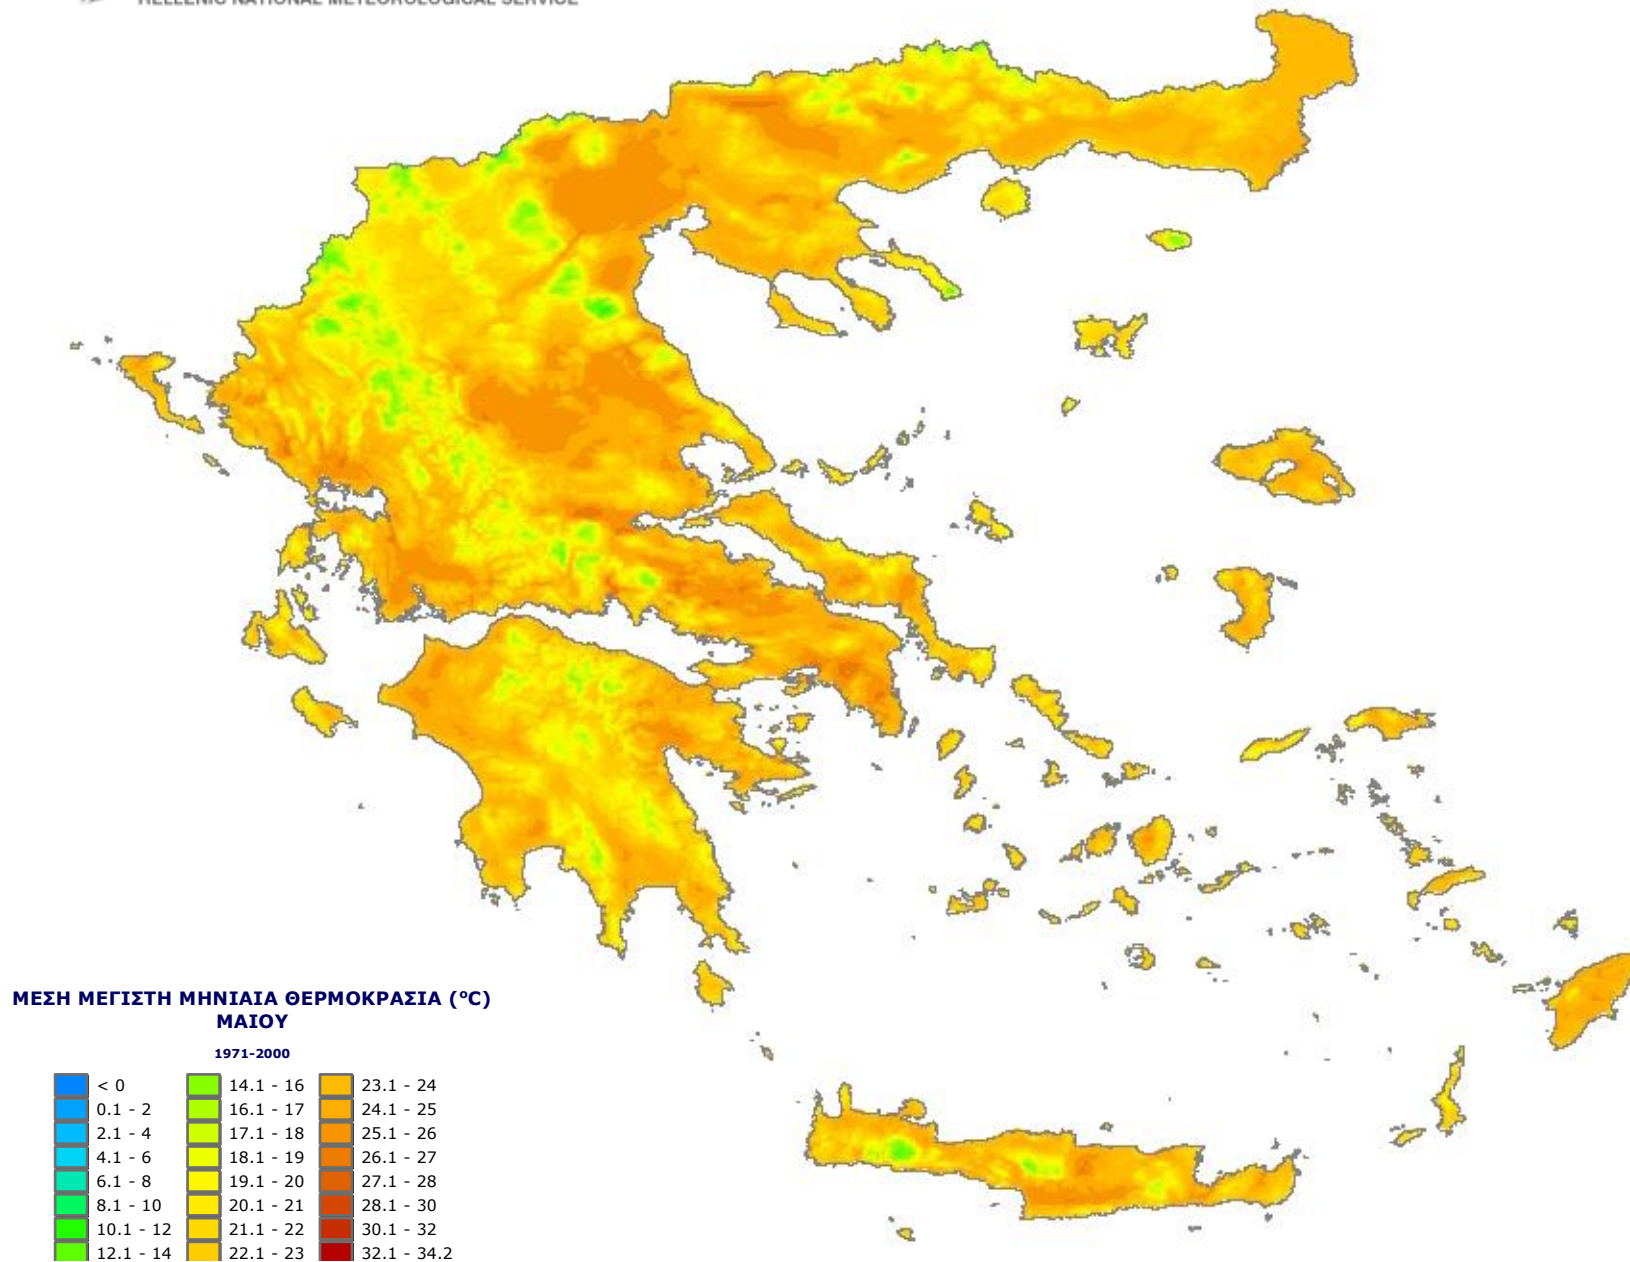 HELLENIC NATIONAL METEOROLOGICAL SERVICE
ΜΕΣΗ ΜΕΓΙΣΤΗ ΜΗΝΙΑΙΑ ΘΕΡΜΟΚΡΑΣΙΑ (°C)
ΜΑΙΟΥ
1971-2000
< 0 14.1 - 16 23.1 - 24
0.1 - 2 16.1 - 17 24.1 - 25
2.1 - 4 17.1 - 18 25.1 - 26
4.1 - 6 18.1 - 19 26.1 - 27
6.1 - 8 19.1 - 20 27.1 - 28
8.1 - 10 20.1 - 21 28.1 - 30
10.1 - 12 21.1 - 22 30.1 - 32
12.1 - 14 22.1 - 23 32.1 - 34.2